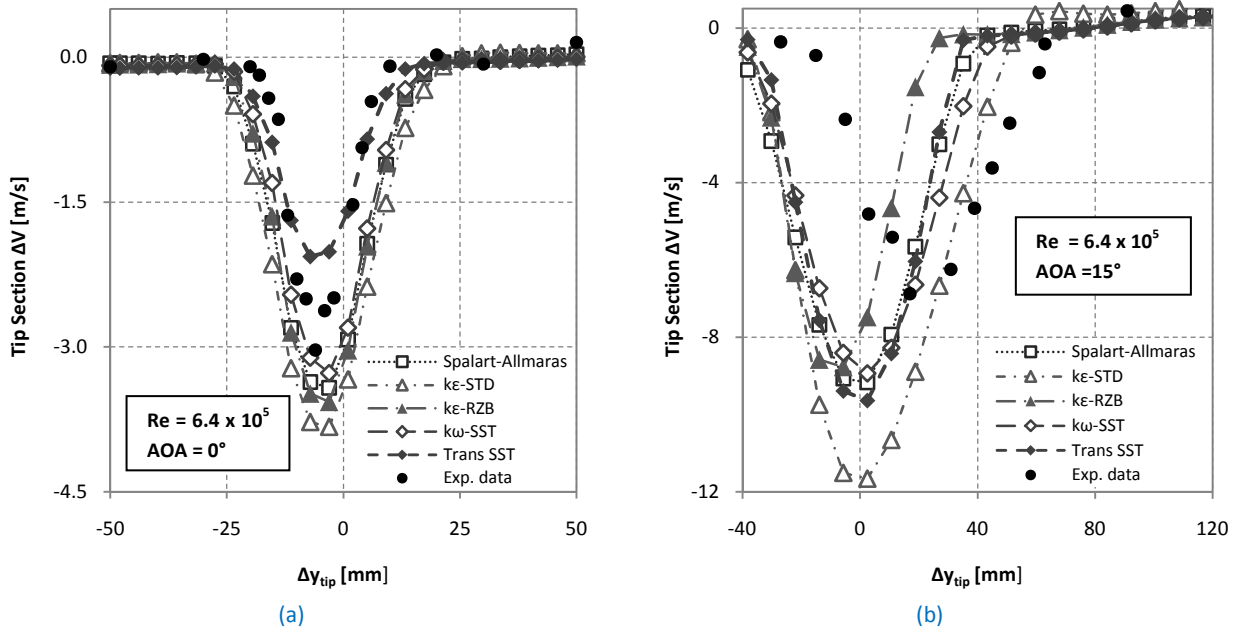 0.0
-1.5
-3.0
-4.5
Tip Section ΔV [m/s]
-50
-25
0
25
50
Δy_tip [mm]
Re = 6.4 x 10⁵
AOA = 0°
Spalart-Allmaras
kε-STD
kε-RZB
kω-SST
Trans SST
Exp. data
(a)
0
-4
-8
-12
Tip Section ΔV [m/s]
-40
0
40
80
120
Δy_tip [mm]
Re = 6.4 x 10⁵
AOA =15°
Spalart-Allmaras
kε-STD
kε-RZB
kω-SST
Trans SST
Exp. data
(b)